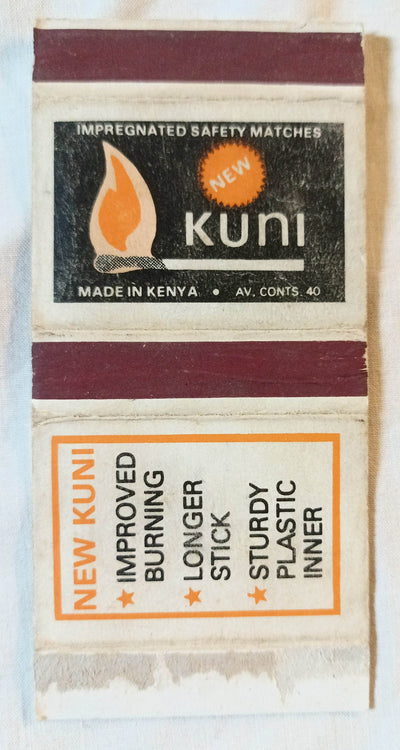 IMPREGNATED SAFETY MATCHES
NEW
KUNI
MADE IN KENYA • AV. CONTS. 40
NEW KUNI
★ IMPROVED
BURNING
★ LONGER
STICK
★ STURDY
PLASTIC
INNER